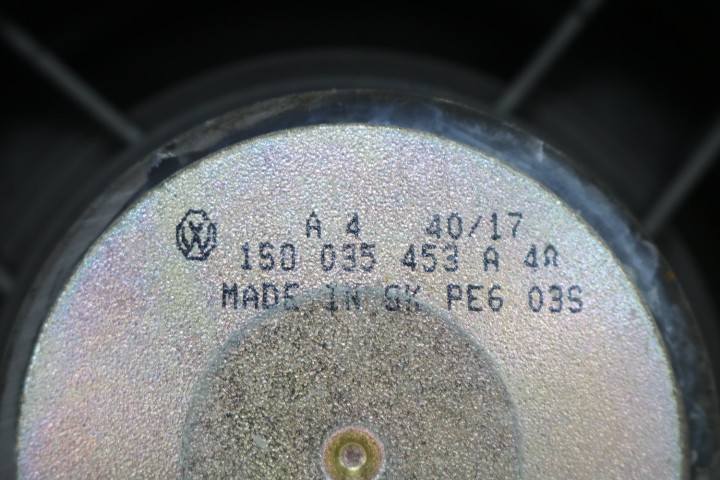 A 4 40/17
1S0 035 453 A 4Ω
MADE IN SK PE6 03S